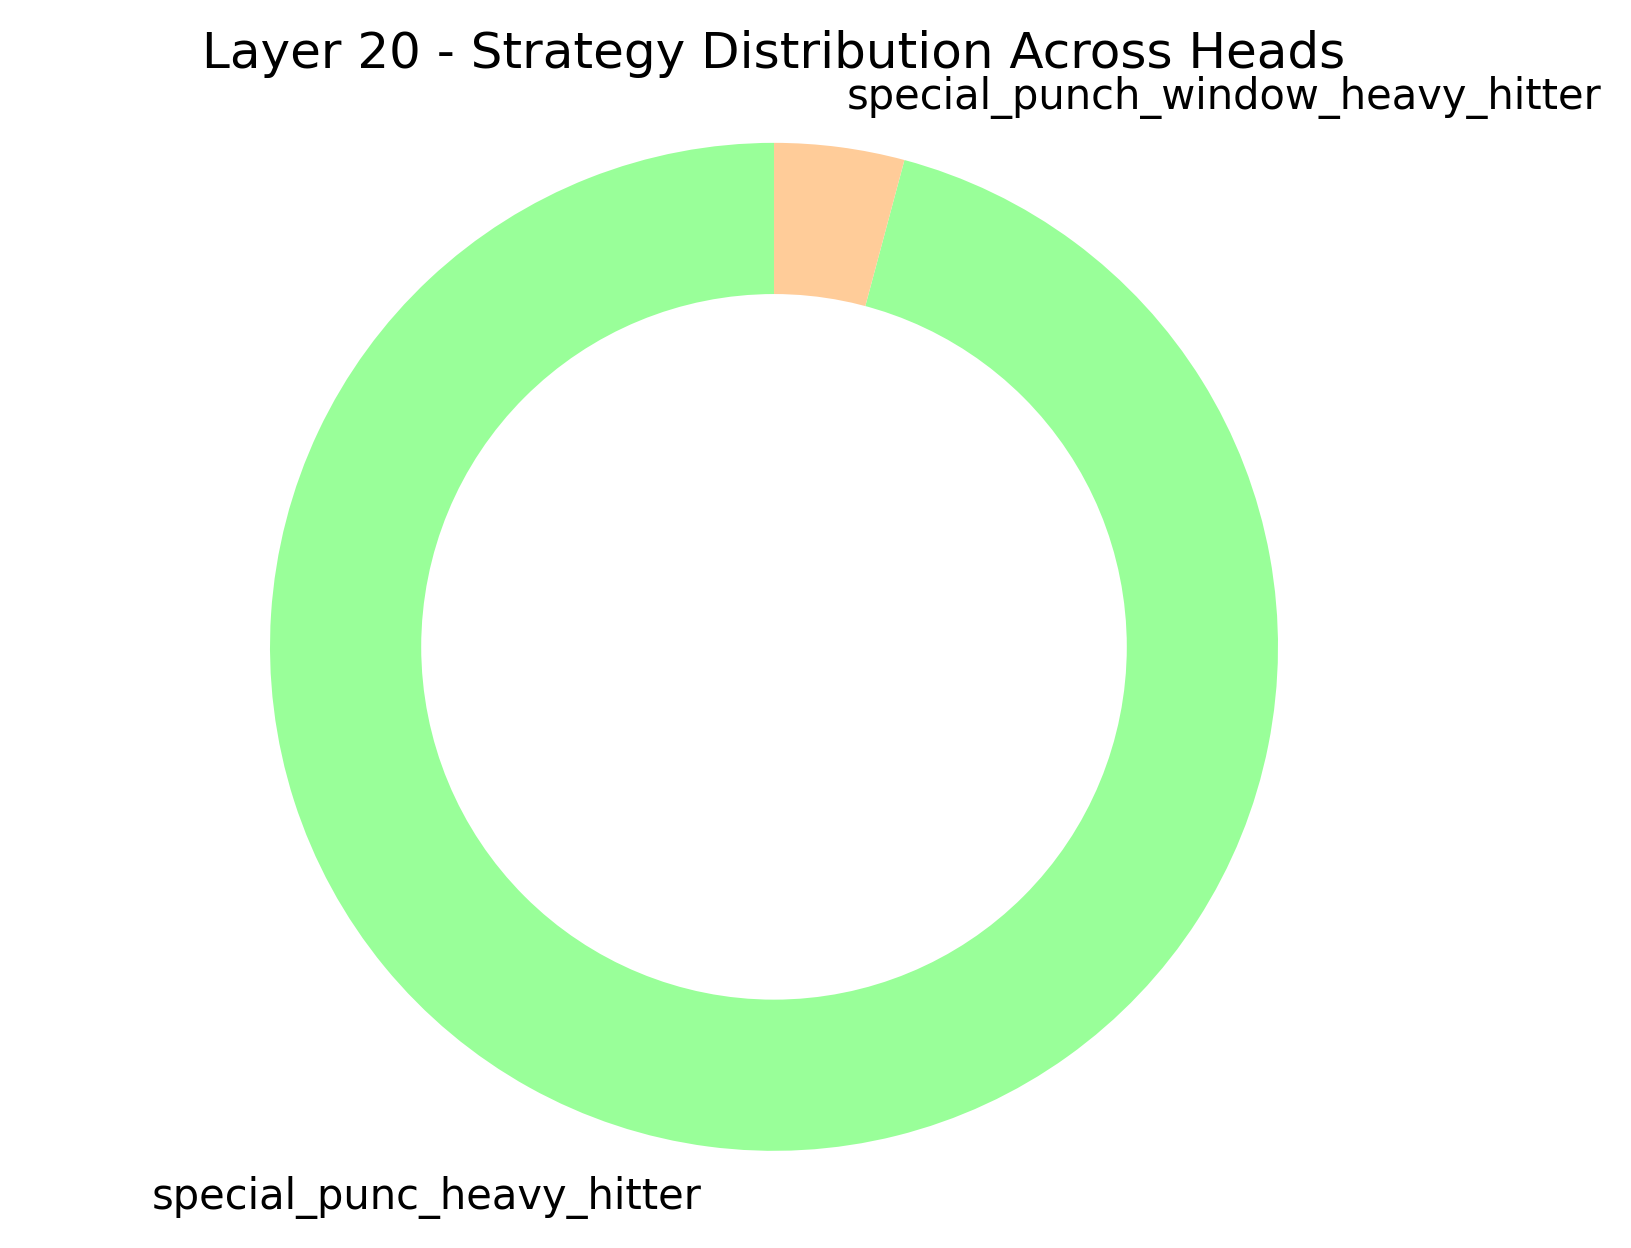 Layer 20 - Strategy Distribution Across Heads
special_punch_window_heavy_hitter
special_punc_heavy_hitter